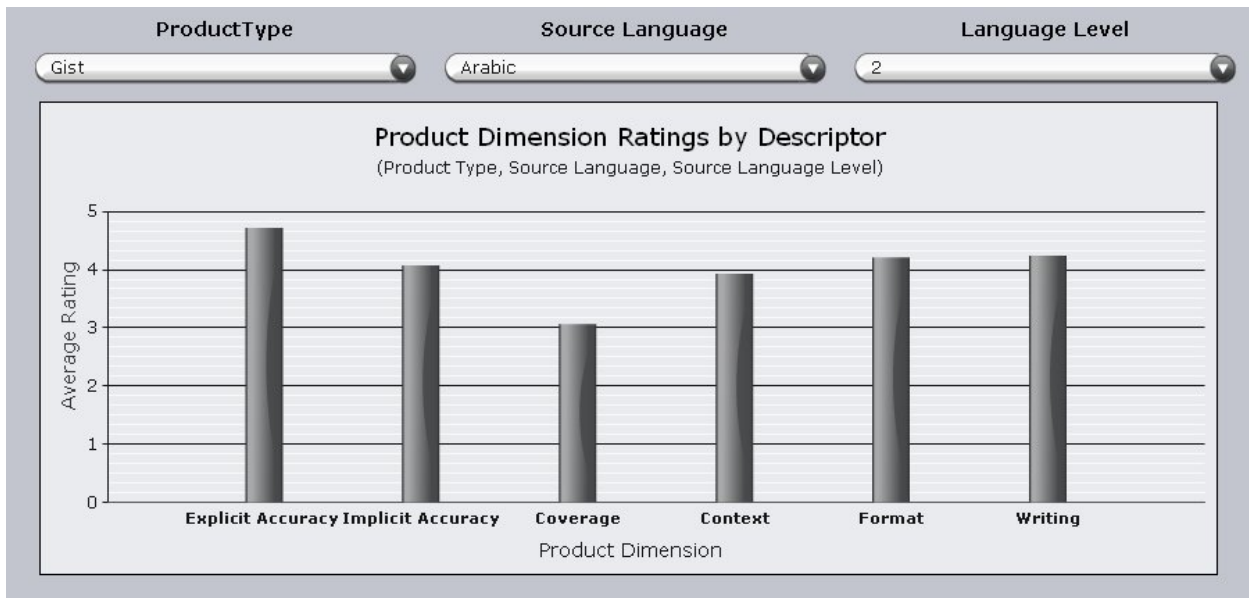 ProductType Source Language Language Level
Gist Arabic 2
Product Dimension Ratings by Descriptor
(Product Type, Source Language, Source Language Level)
Average Rating
5
4
3
2
1
0
Explicit Accuracy Implicit Accuracy Coverage Context Format Writing
Product Dimension